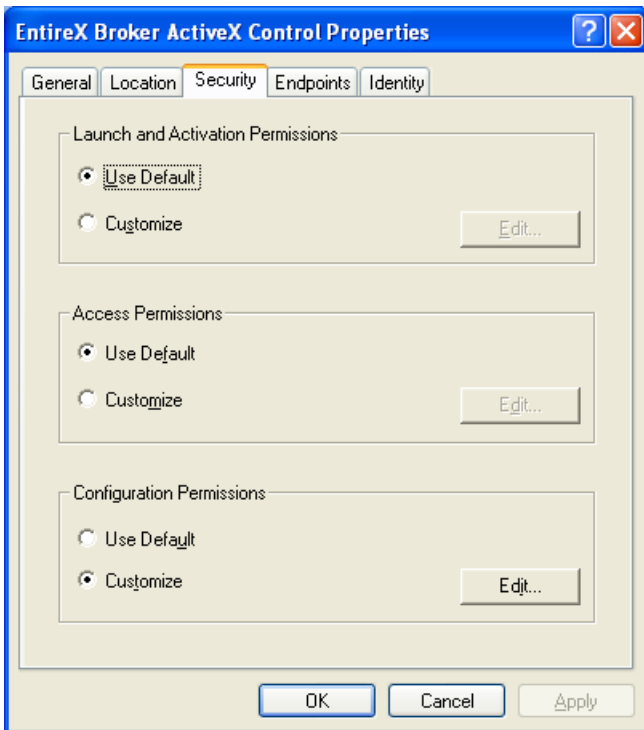 EntireX Broker ActiveX Control Properties
General Location Security Endpoints Identity
Launch and Activation Permissions
Use Default
Customize
Edit...
Access Permissions
Use Default
Customize
Edit...
Configuration Permissions
Use Default
Customize
Edit...
OK Cancel Apply